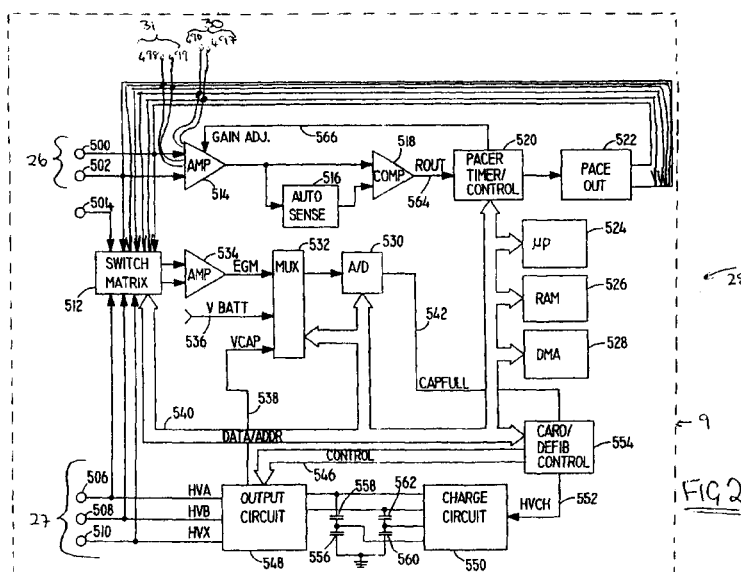 31
30
498 499
496 497
26
500
502
501
GAIN ADJ.
566
AMP
514
516
AUTO
SENSE
518
COMP
ROUT
564
520
PACER
TIMER/
CONTROL
522
PACE
OUT
SWITCH
MATRIX
512
534
AMP
EGM
532
MUX
530
A/D
V BATT
536
VCAP
538
542
CAPFULL
µP
524
RAM
526
DMA
528
540
DATA/ADDR
CONTROL
546
CARD/
DEFIB
CONTROL
554
HVCH
552
27
506
508
510
HVA
HVB
HVX
OUTPUT
CIRCUIT
548
558
562
556
560
CHARGE
CIRCUIT
550
9
FIG 2